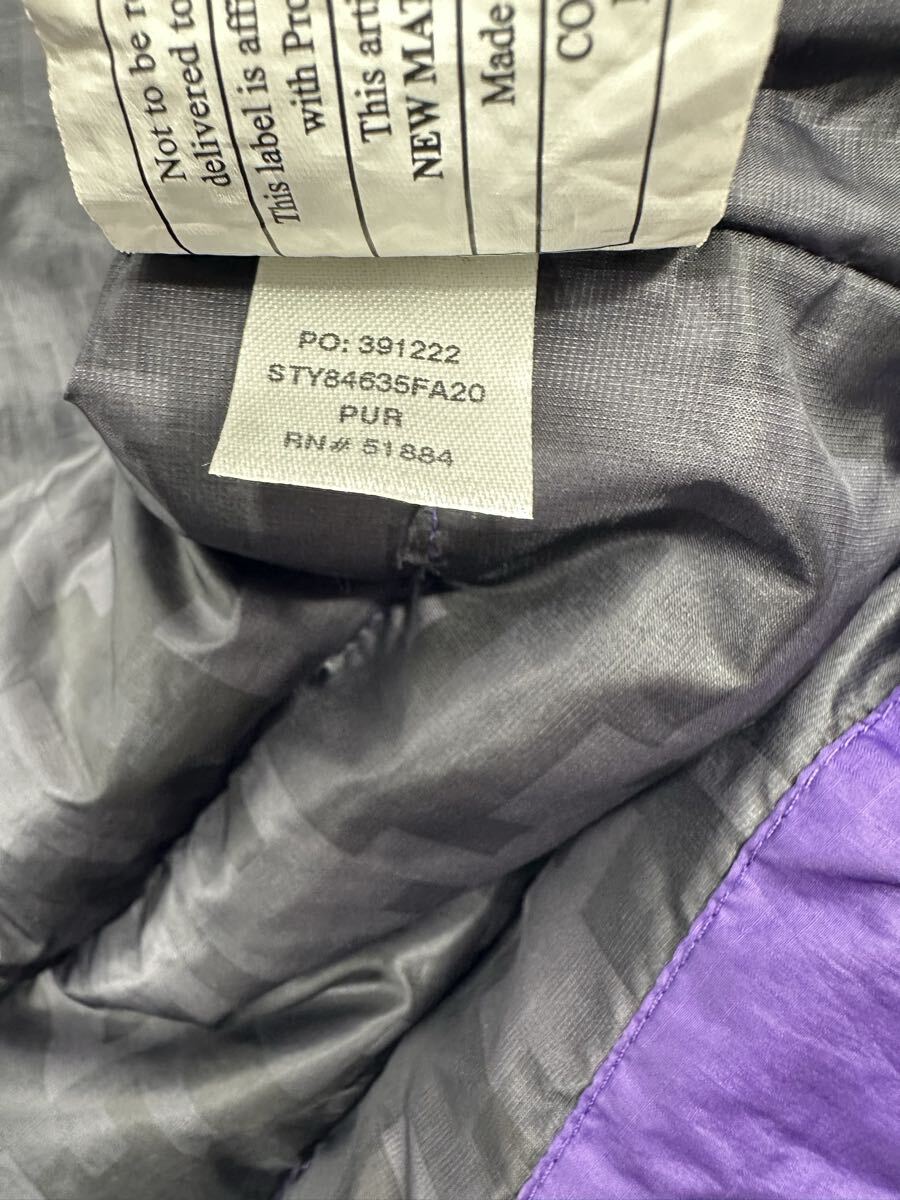 Not to be r
delivered to
This label is affi
with Pro
This arti
NEW MAT
Made
CO
PO: 391222
STY84635FA20
PUR
RN# 51884